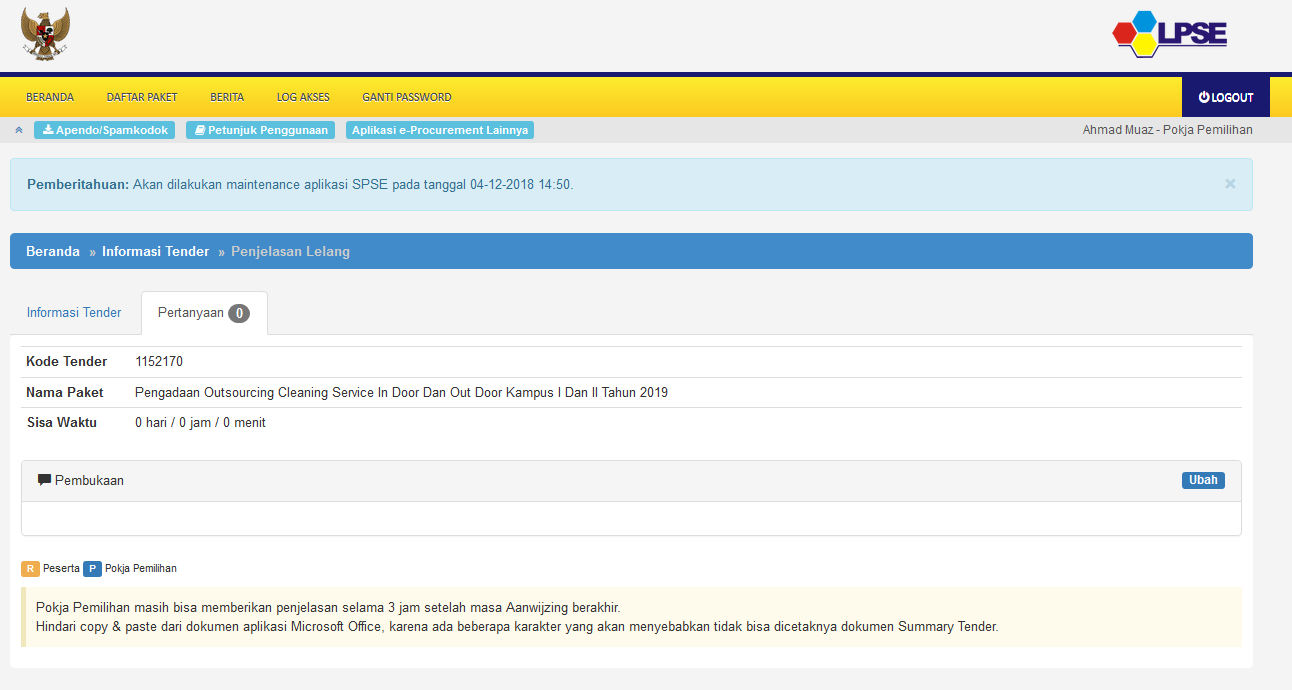 LPSE
BERANDA DAFTAR PAKET BERITA LOG AKSES GANTI PASSWORD LOGOUT
Apendo/Spamkodok Petunjuk Penggunaan Aplikasi e-Procurement Lainnya Ahmad Muaz - Pokja Pemilihan
Pemberitahuan: Akan dilakukan maintenance aplikasi SPSE pada tanggal 04-12-2018 14:50. ×
Beranda » Informasi Tender » Penjelasan Lelang
Informasi Tender Pertanyaan 0
Kode Tender 1152170
Nama Paket Pengadaan Outsourcing Cleaning Service In Door Dan Out Door Kampus I Dan II Tahun 2019
Sisa Waktu 0 hari / 0 jam / 0 menit
Pembukaan Ubah
R Peserta P Pokja Pemilihan
Pokja Pemilihan masih bisa memberikan penjelasan selama 3 jam setelah masa Aanwijzing berakhir.
Hindari copy & paste dari dokumen aplikasi Microsoft Office, karena ada beberapa karakter yang akan menyebabkan tidak bisa dicetaknya dokumen Summary Tender.